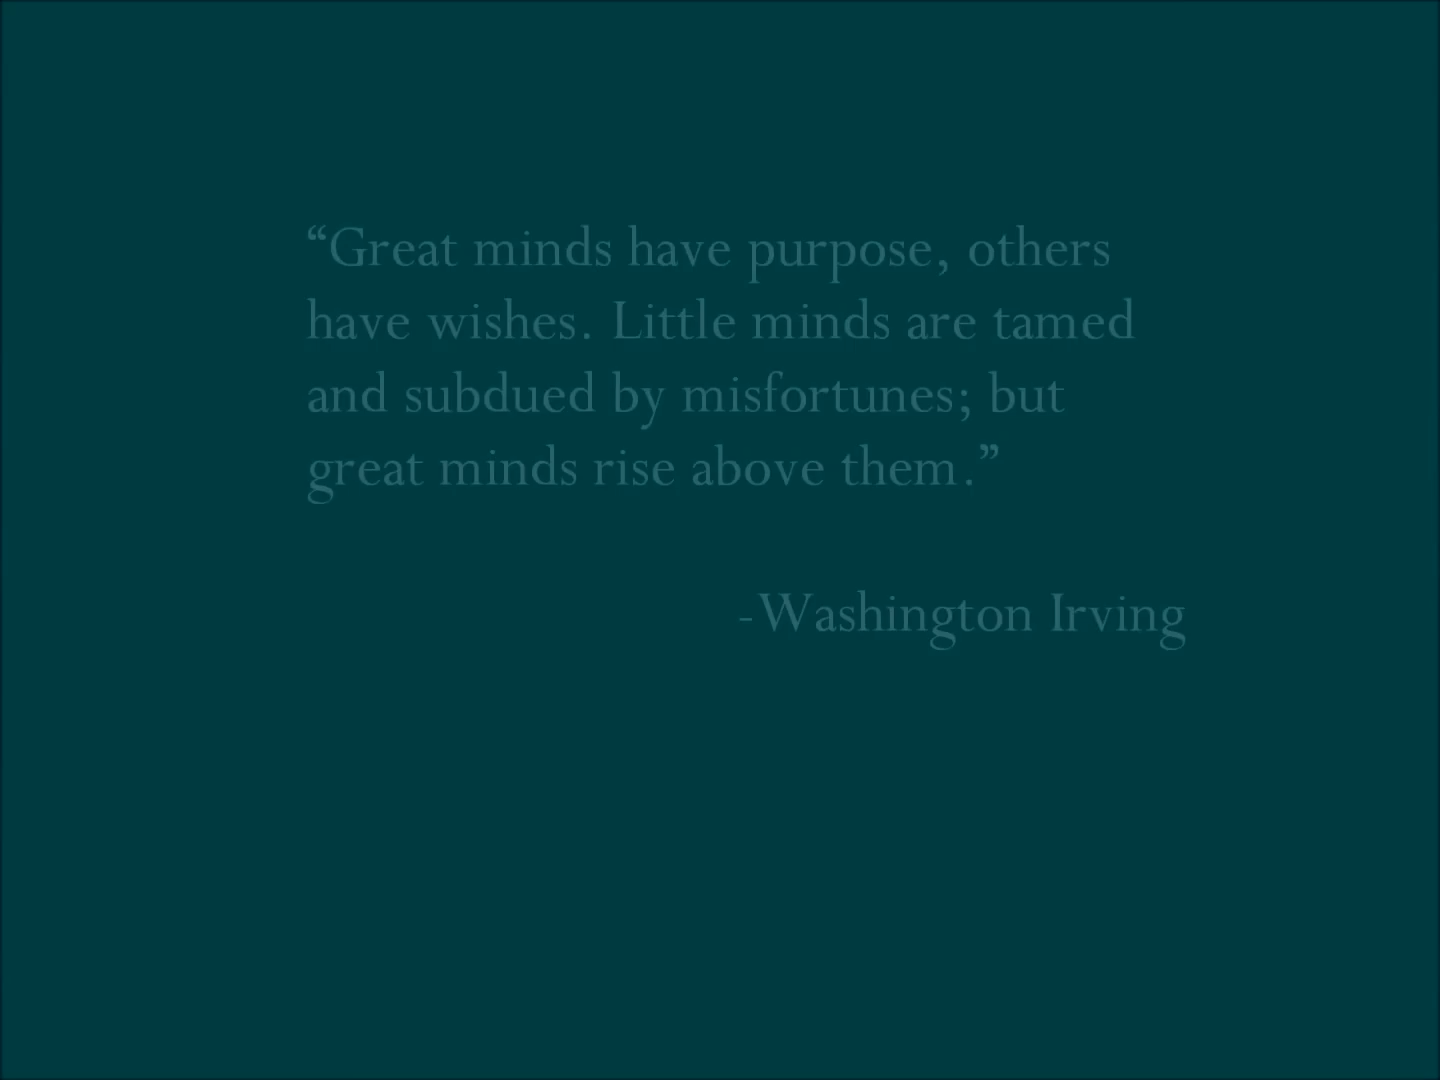 “Great minds have purpose, others
have wishes. Little minds are tamed
and subdued by misfortunes; but
great minds rise above them.”
-Washington Irving